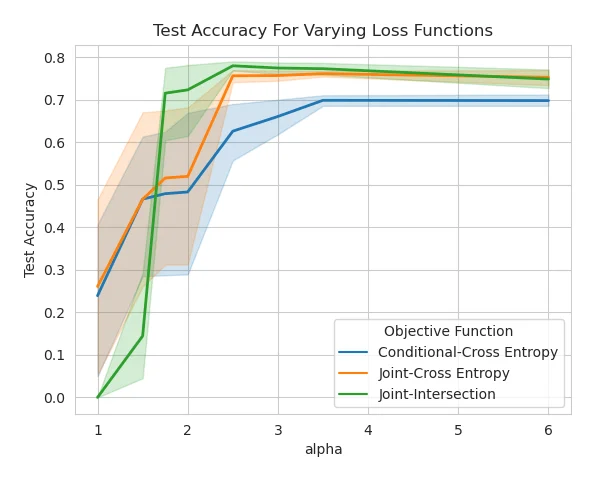 Test Accuracy For Varying Loss Functions
Test Accuracy
0.8
0.7
0.6
0.5
0.4
0.3
0.2
0.1
0.0
Objective Function
Conditional-Cross Entropy
Joint-Cross Entropy
Joint-Intersection
1 2 3 4 5 6
alpha